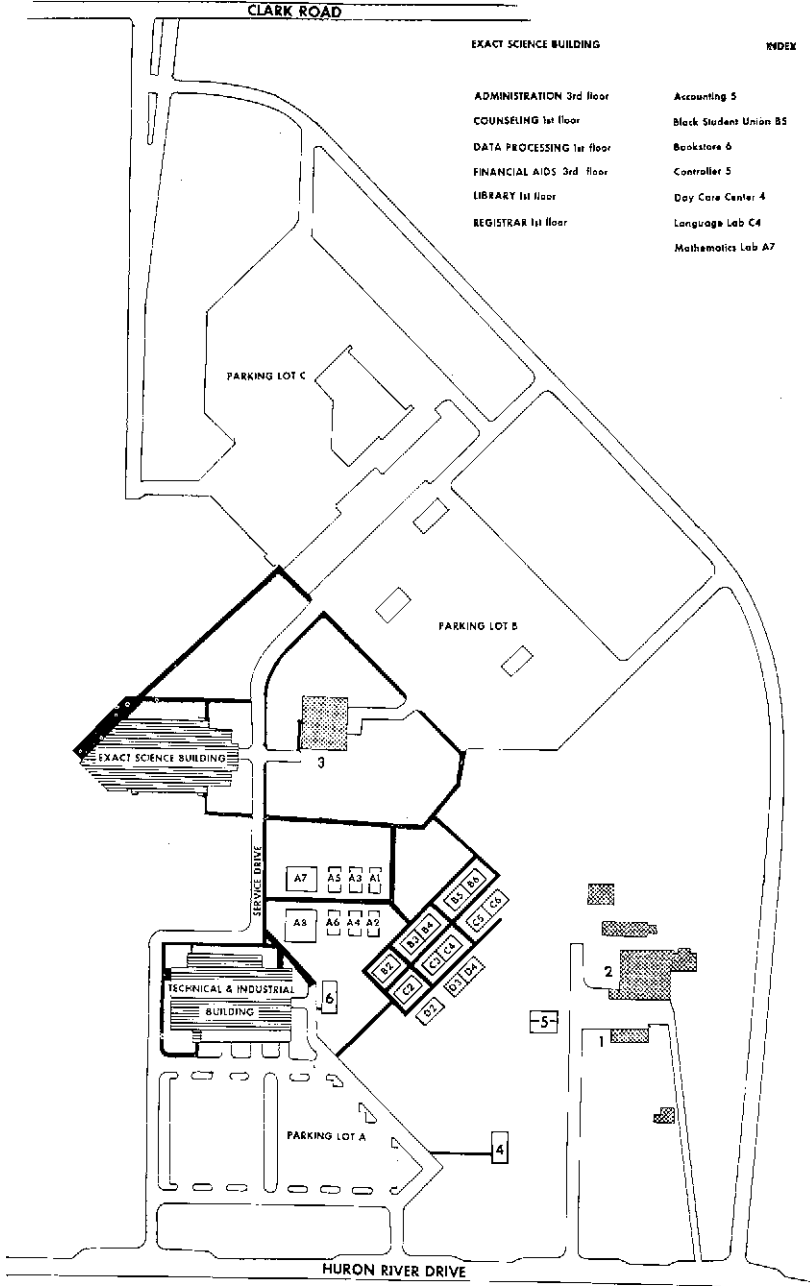 CLARK ROAD
EXACT SCIENCE BUILDING
INDEX
ADMINISTRATION 3rd floor
Accounting 5
COUNSELING 1st floor
Black Student Union B5
DATA PROCESSING 1st floor
Bookstore 6
FINANCIAL AIDS 3rd floor
Controller 5
LIBRARY 1st floor
Day Care Center 4
REGISTRAR 1st floor
Language Lab C4
Mathematics Lab A7
PARKING LOT C
PARKING LOT B
EXACT SCIENCE BUILDING
3
SERVICE DRIVE
A7 A5 A3 A1
A8 A6 A4 A2
B5 B6
C5 C6
B3 B4
C3 C4
B2
C2
D3 D4
D2
2
TECHNICAL & INDUSTRIAL
BUILDING
6
5
1
PARKING LOT A
4
HURON RIVER DRIVE